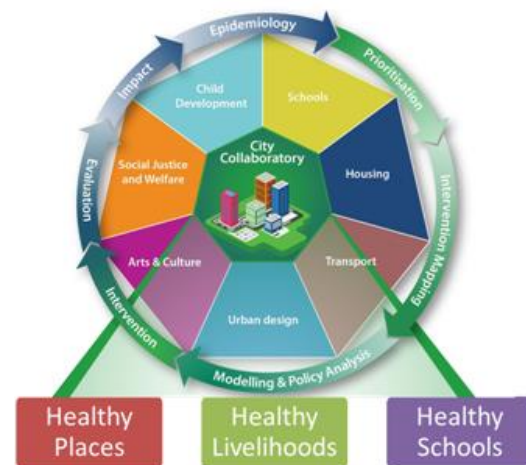 Epidemiology
Prioritisation
Intervention Mapping
Modelling & Policy Analysis
Intervention
Evaluation
Impact
Child
Development
Schools
Housing
Transport
Urban design
Arts & Culture
Social Justice
and Welfare
City
Collaboratory
Healthy
Places
Healthy
Livelihoods
Healthy
Schools